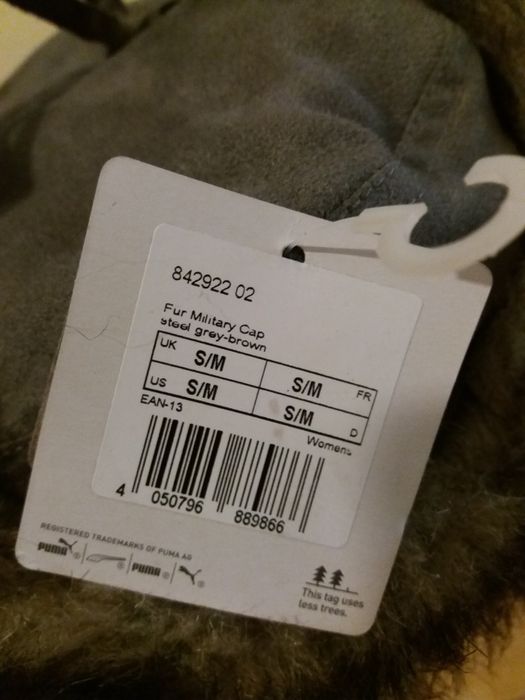 842922 02
Fur Military Cap
steel grey-brown
UK S/M S/M FR
US S/M S/M D
EAN-13
Womens
4 050796 889866
REGISTERED TRADEMARKS OF PUMA AG
PUMA ® ® PUMA ® ®
This tag uses
less trees.